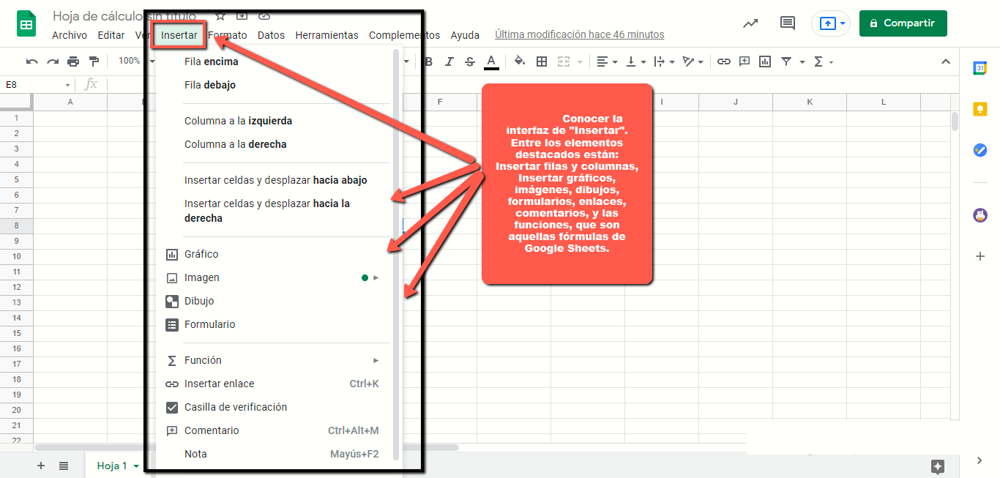 Hoja de cálculo sin título
Archivo Editar Ver Insertar Formato Datos Herramientas Complementos Ayuda Última modificación hace 46 minutos
Compartir
100%
B I S A
31
E8 fx
A F I J K L
1
2
3
4
5
6
7
8
9
10
11
12
13
14
15
16
17
18
19
20
21
22
Fila encima
Fila debajo
Columna a la izquierda
Columna a la derecha
Insertar celdas y desplazar hacia abajo
Insertar celdas y desplazar hacia la
derecha
Gráfico
Imagen
Dibujo
Formulario
Función
Insertar enlace Ctrl+K
Casilla de verificación
Comentario Ctrl+Alt+M
Nota Mayús+F2
Conocer la
interfaz de "Insertar".
Entre los elementos
destacados están:
Insertar filas y columnas,
Insertar gráficos,
imágenes, dibujos,
formularios, enlaces,
comentarios, y las
funciones, que son
aquellas fórmulas de
Google Sheets.
Hoja 1